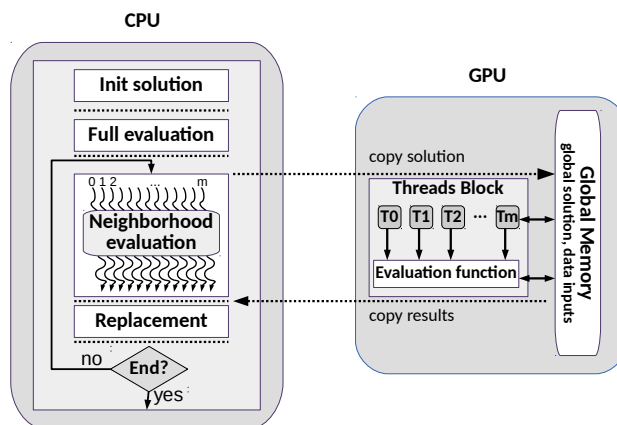 CPU
Init solution
Full evaluation
0 1 2 ... m
Neighborhood
evaluation
Replacement
no
End?
yes
GPU
copy solution
Threads Block
T0 T1 T2 ... Tm
Evaluation function
copy results
Global Memory
global solution, data inputs